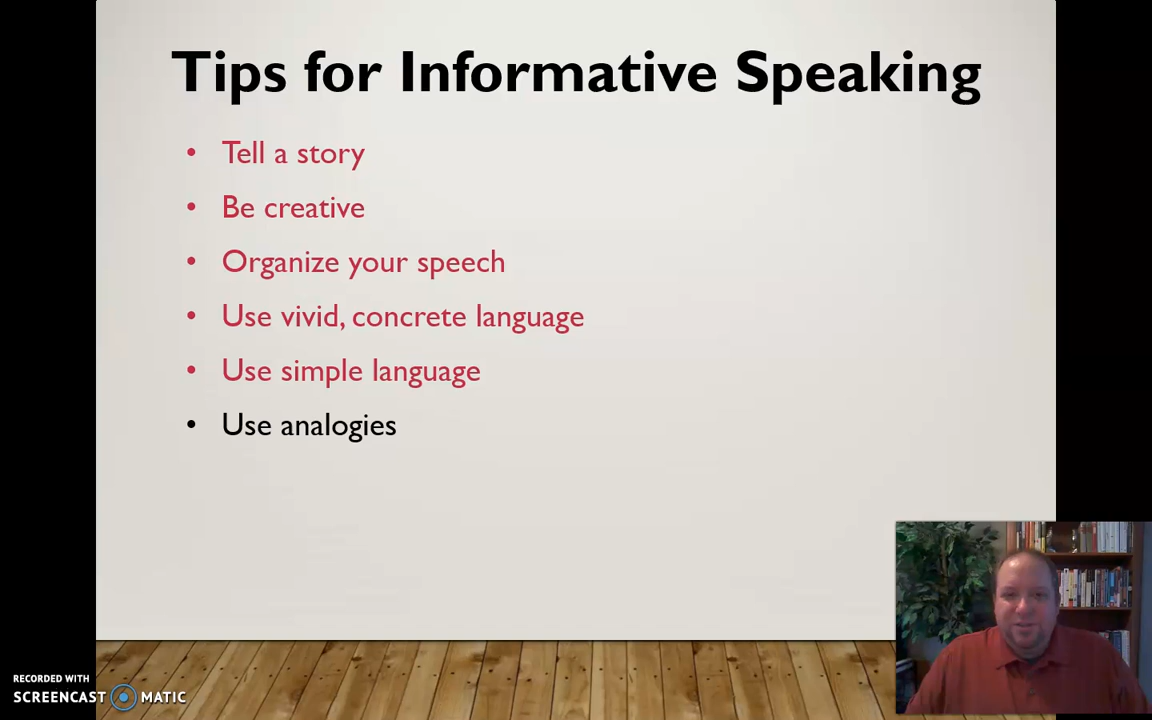 Tips for Informative Speaking
• Tell a story
• Be creative
• Organize your speech
• Use vivid, concrete language
• Use simple language
• Use analogies
RECORDED WITH
SCREENCAST MATIC